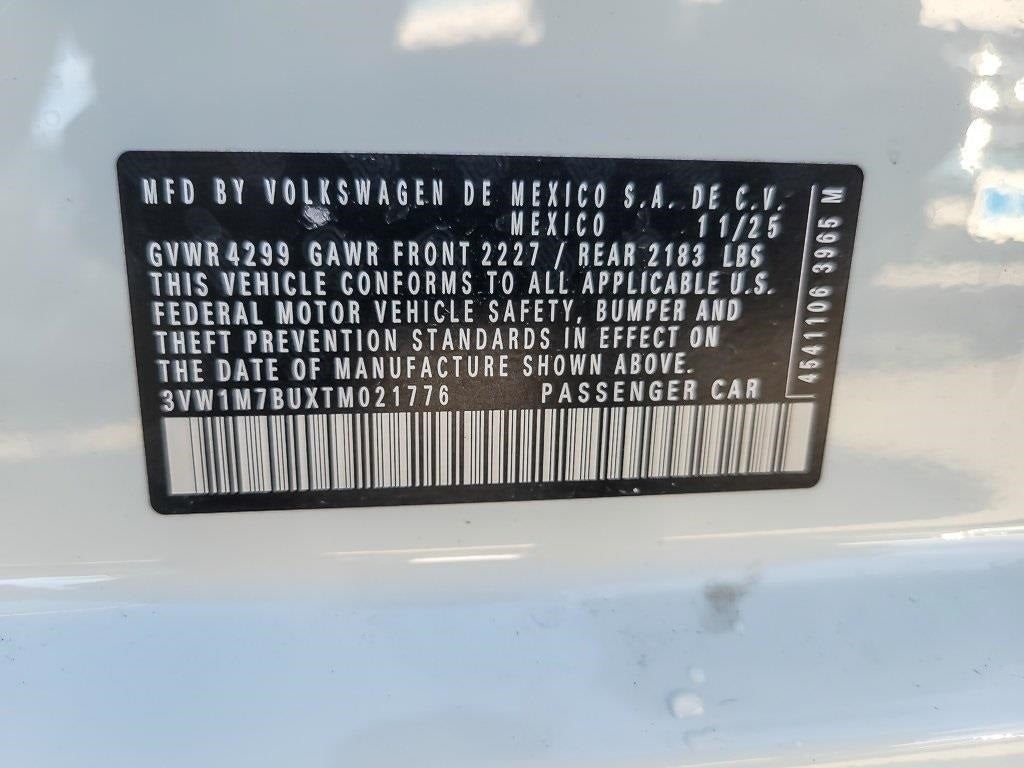 MFD BY VOLKSWAGEN DE MEXICO S.A. DE C.V.
MEXICO 11/25
GVWR 4299 GAWR FRONT 2227 / REAR 2183 LBS
THIS VEHICLE CONFORMS TO ALL APPLICABLE U.S.
FEDERAL MOTOR VEHICLE SAFETY, BUMPER AND
THEFT PREVENTION STANDARDS IN EFFECT ON
THE DATE OF MANUFACTURE SHOWN ABOVE.
3VW1M7BUXTM021776 PASSENGER CAR
4541106 3965 M